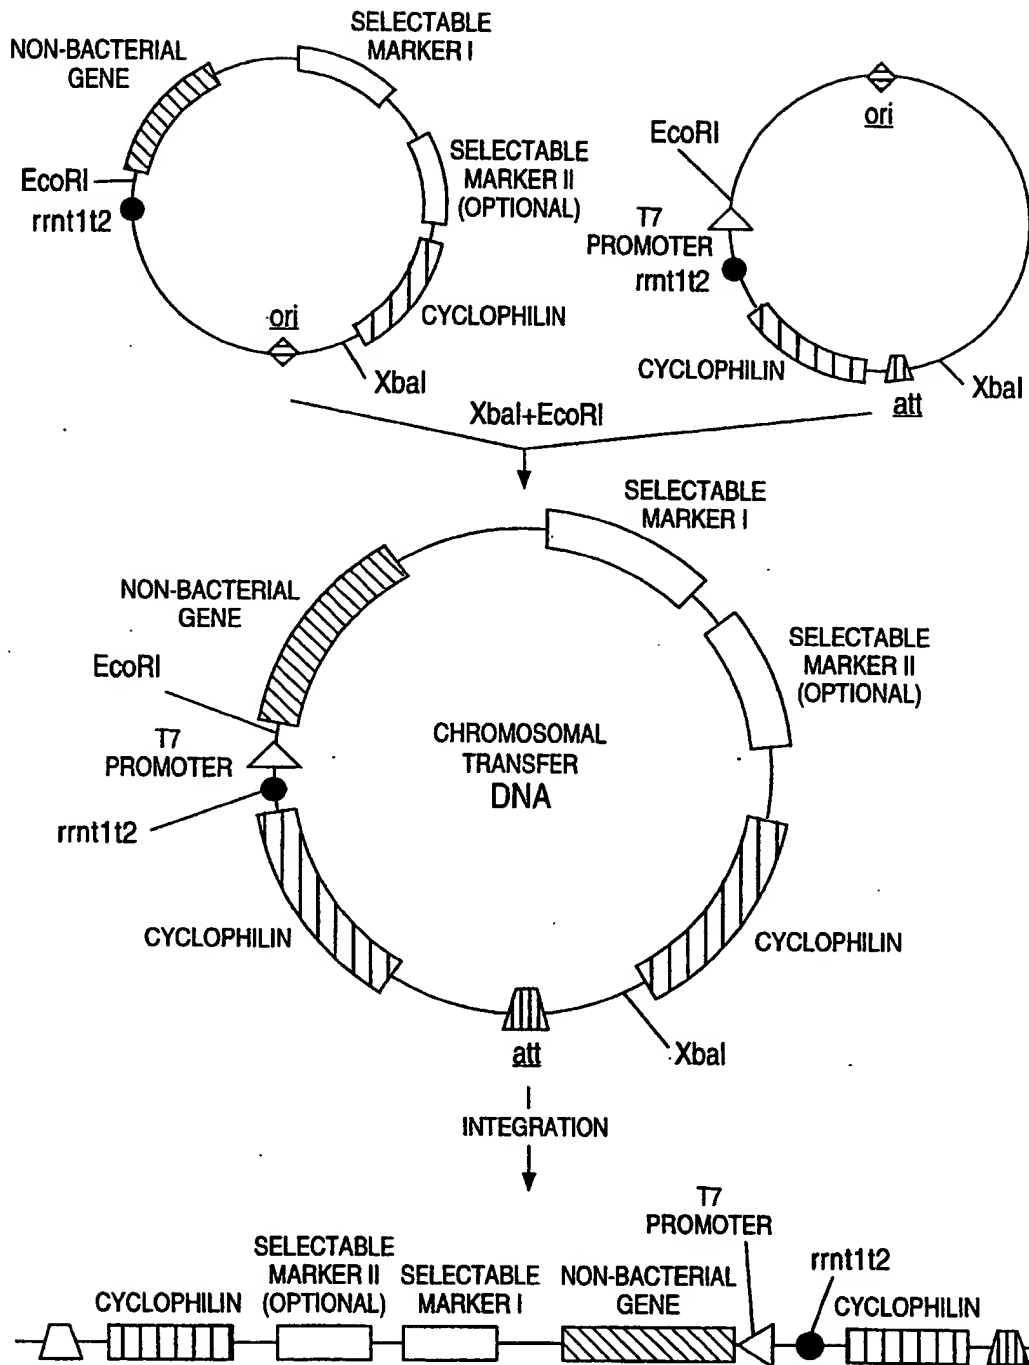 NON-BACTERIAL
GENE
SELECTABLE
MARKER I
EcoRI
rrnt1t2
SELECTABLE
MARKER II
(OPTIONAL)
ori
CYCLOPHILIN
XbaI
ori
EcoRI
T7
PROMOTER
rrnt1t2
CYCLOPHILIN
att
XbaI
XbaI+EcoRI
SELECTABLE
MARKER I
NON-BACTERIAL
GENE
SELECTABLE
MARKER II
(OPTIONAL)
EcoRI
T7
PROMOTER
CHROMOSOMAL
TRANSFER
DNA
rrnt1t2
CYCLOPHILIN
CYCLOPHILIN
att
XbaI
INTEGRATION
T7
PROMOTER
CYCLOPHILIN
SELECTABLE
MARKER II
(OPTIONAL)
SELECTABLE
MARKER I
NON-BACTERIAL
GENE
rrnt1t2
CYCLOPHILIN